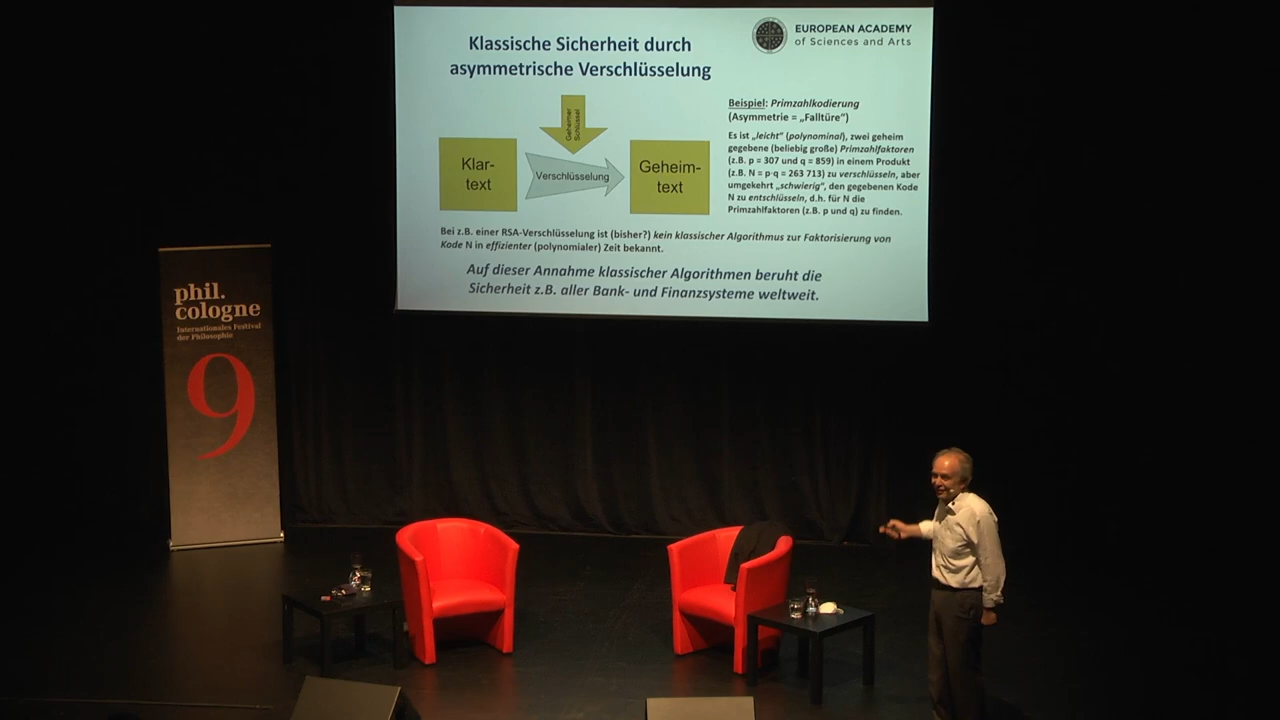 Klassische Sicherheit durch
asymmetrische Verschlüsselung
EUROPEAN ACADEMY
of Sciences and Arts
Geheimer
Schlüssel
Klar-
text
Verschlüsselung
Geheim-
text
Beispiel: Primzahlkodierung
(Asymmetrie = „Falltüre“)
Es ist „leicht“ (polynominal), zwei geheim
gegebene (beliebig große) Primzahlfaktoren
(z.B. p = 307 und q = 859) in einem Produkt
(z.B. N = p·q = 263 713) zu verschlüsseln, aber
umgekehrt „schwierig“, den gegebenen Kode
N zu entschlüsseln, d.h. für N die
Primzahlfaktoren (z.B. p und q) zu finden.
Bei z.B. einer RSA-Verschlüsselung ist (bisher?) kein klassischer Algorithmus zur Faktorisierung von
Kode N in effizienter (polynomialer) Zeit bekannt.
Auf dieser Annahme klassischer Algorithmen beruht die
Sicherheit z.B. aller Bank- und Finanzsysteme weltweit.
phil.
cologne
Internationales Festival
der Philosophie
9